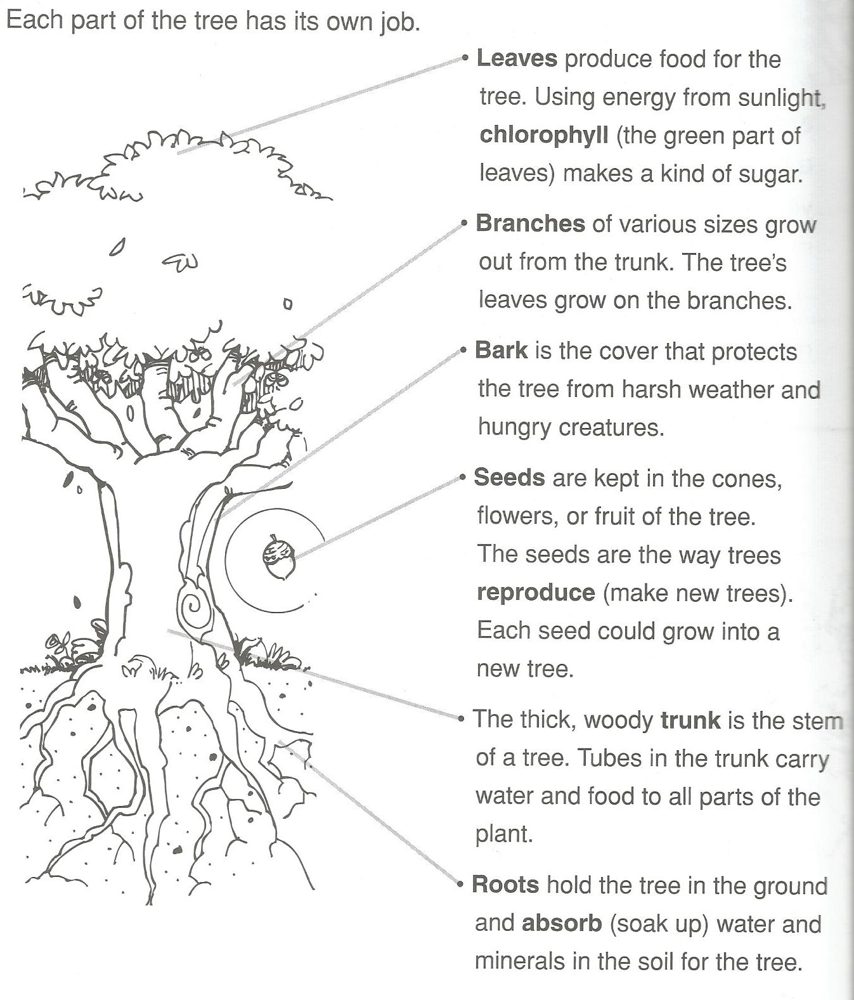 Each part of the tree has its own job.
• Leaves produce food for the
tree. Using energy from sunlight,
chlorophyll (the green part of
leaves) makes a kind of sugar.
• Branches of various sizes grow
out from the trunk. The tree’s
leaves grow on the branches.
• Bark is the cover that protects
the tree from harsh weather and
hungry creatures.
• Seeds are kept in the cones,
flowers, or fruit of the tree.
The seeds are the way trees
reproduce (make new trees).
Each seed could grow into a
new tree.
• The thick, woody trunk is the stem
of a tree. Tubes in the trunk carry
water and food to all parts of the
plant.
• Roots hold the tree in the ground
and absorb (soak up) water and
minerals in the soil for the tree.